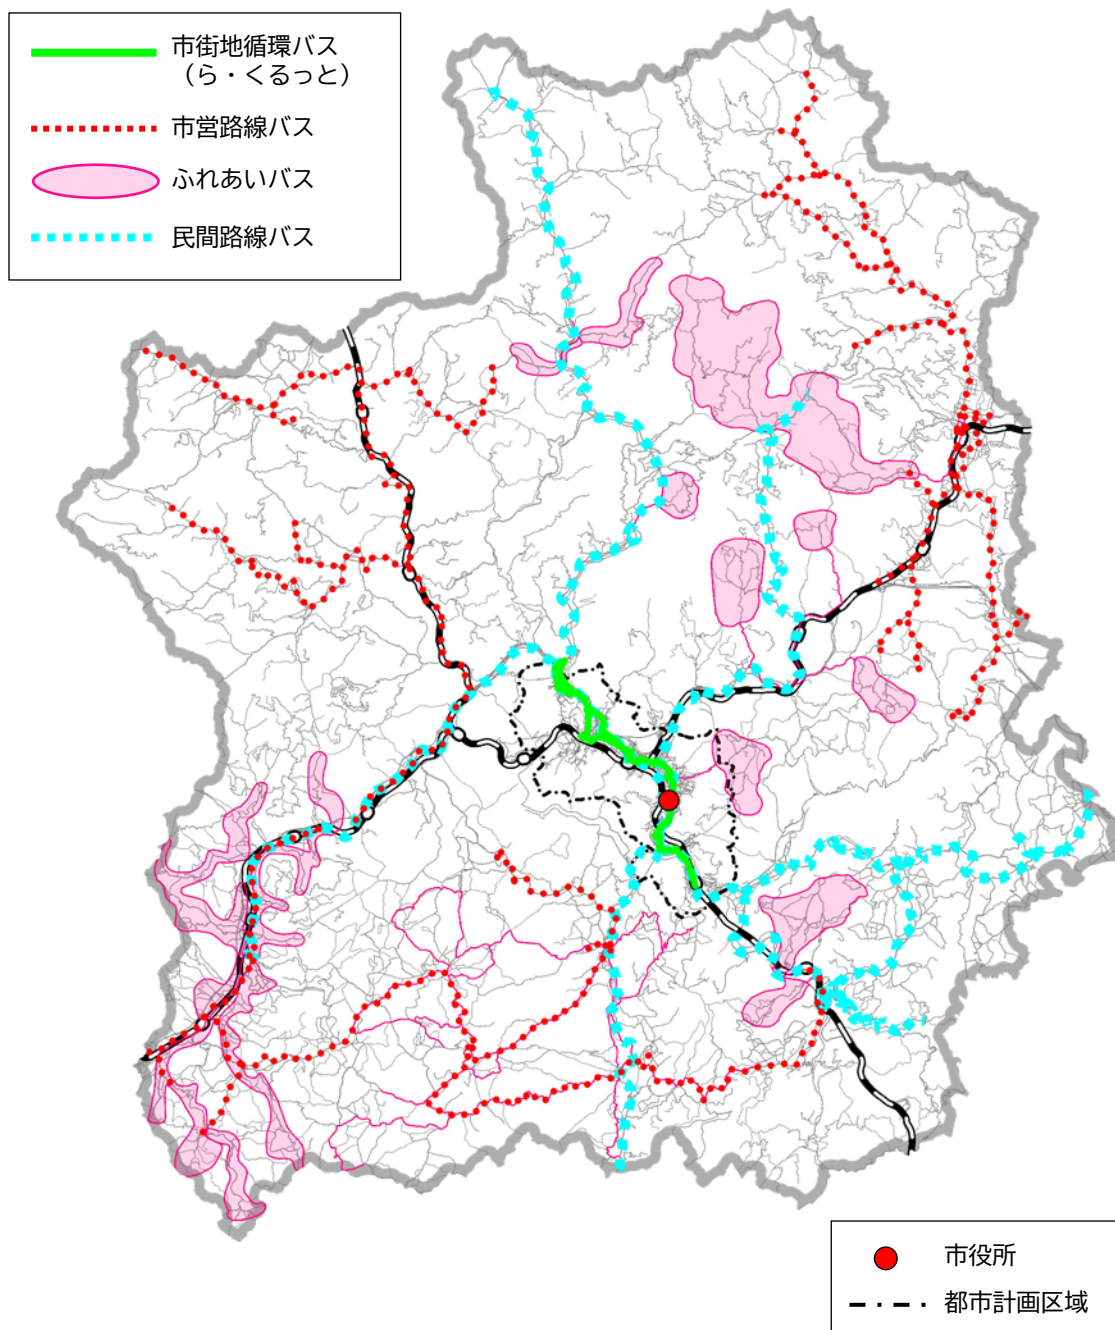 市街地循環バス
（ら・くるっと）
市営路線バス
ふれあいバス
民間路線バス
市役所
都市計画区域